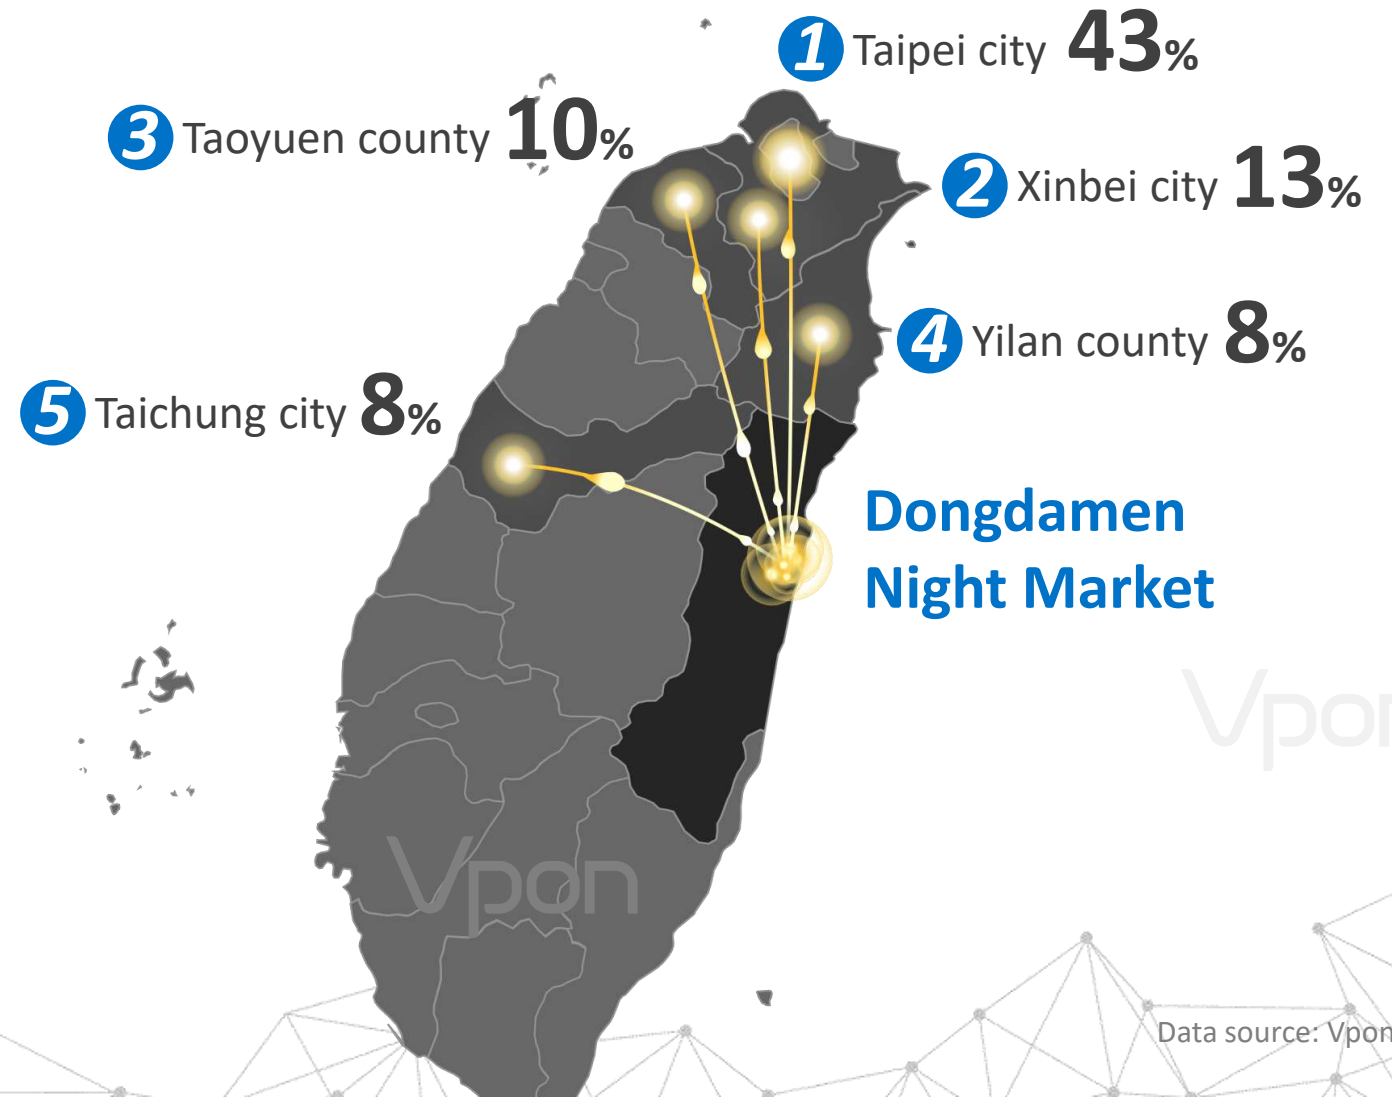 1 Taipei city 43%
3 Taoyuen county 10%
2 Xinbei city 13%
4 Yilan county 8%
5 Taichung city 8%
Dongdamen
Night Market
Vpon
Vpon
Data source: Vpon